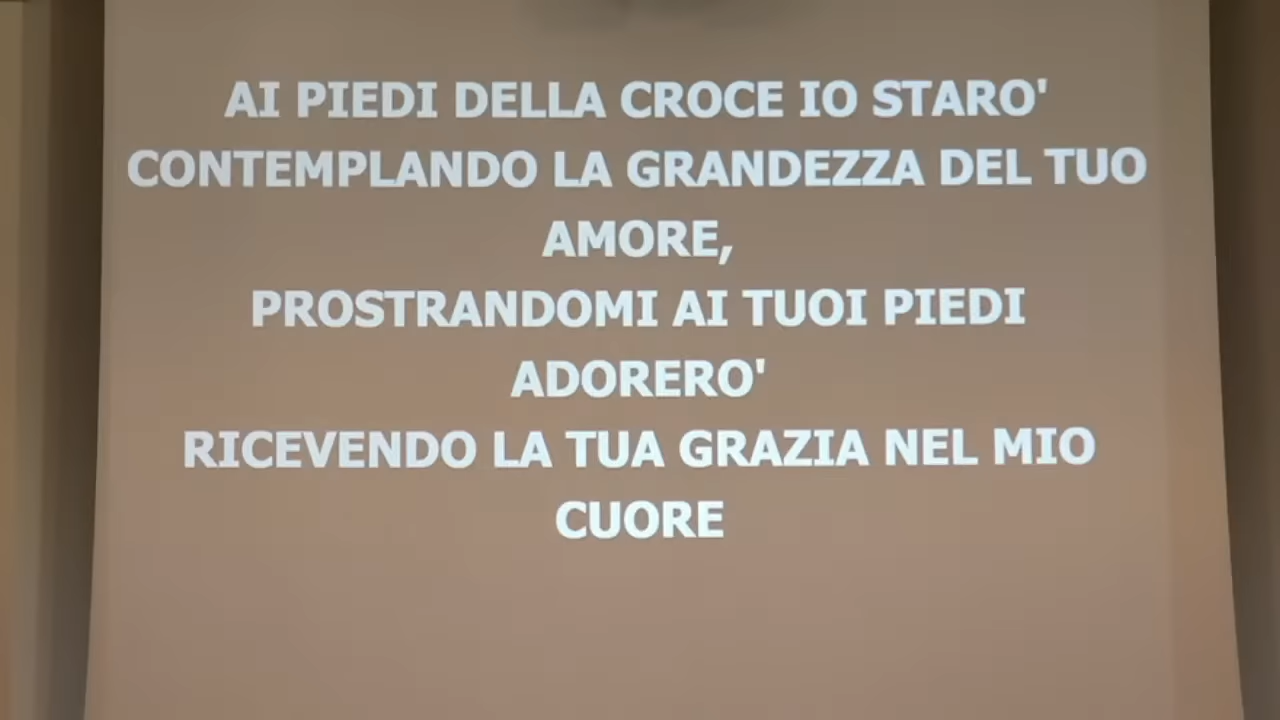 AI PIEDI DELLA CROCE IO STARO'
CONTEMPLANDO LA GRANDEZZA DEL TUO
AMORE,
PROSTRANDOMI AI TUOI PIEDI
ADORERO'
RICEVENDO LA TUA GRAZIA NEL MIO
CUORE